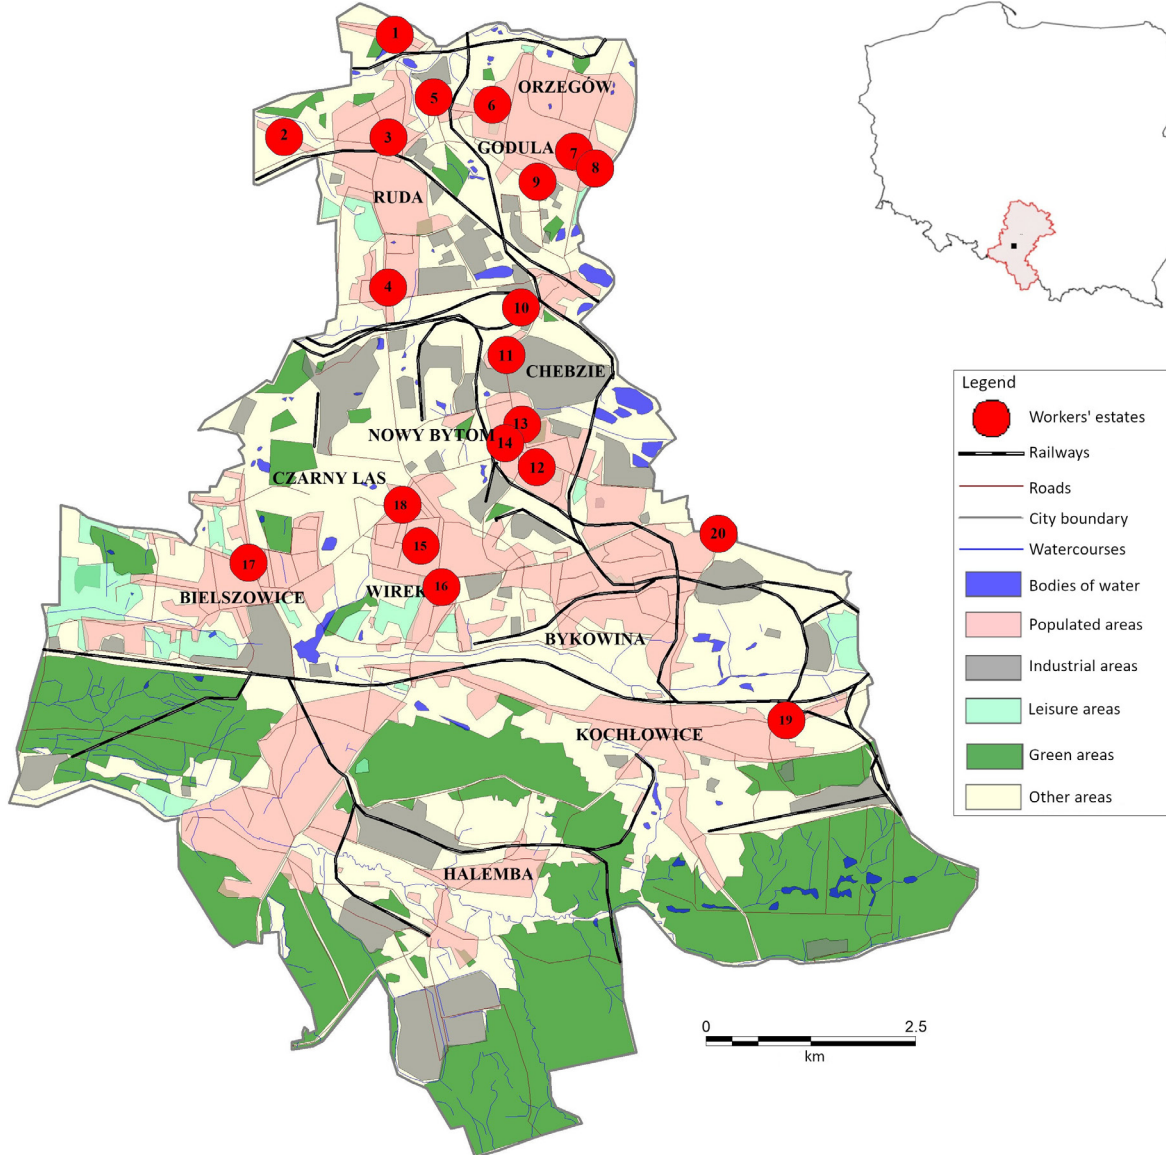 1
ORZEGÓW
5
6
2
3
GODULA
7
8
9
RUDA
4
10
11
CHEBZIE
13
NOWY BYTOM
14
12
CZARNY LAS
18
20
15
17
16
BIELSZOWICE
WIREK
BYKOWINA
19
KOCHŁOWICE
HALEMBA
Legend
Workers' estates
Railways
Roads
City boundary
Watercourses
Bodies of water
Populated areas
Industrial areas
Leisure areas
Green areas
Other areas
0 2.5
km